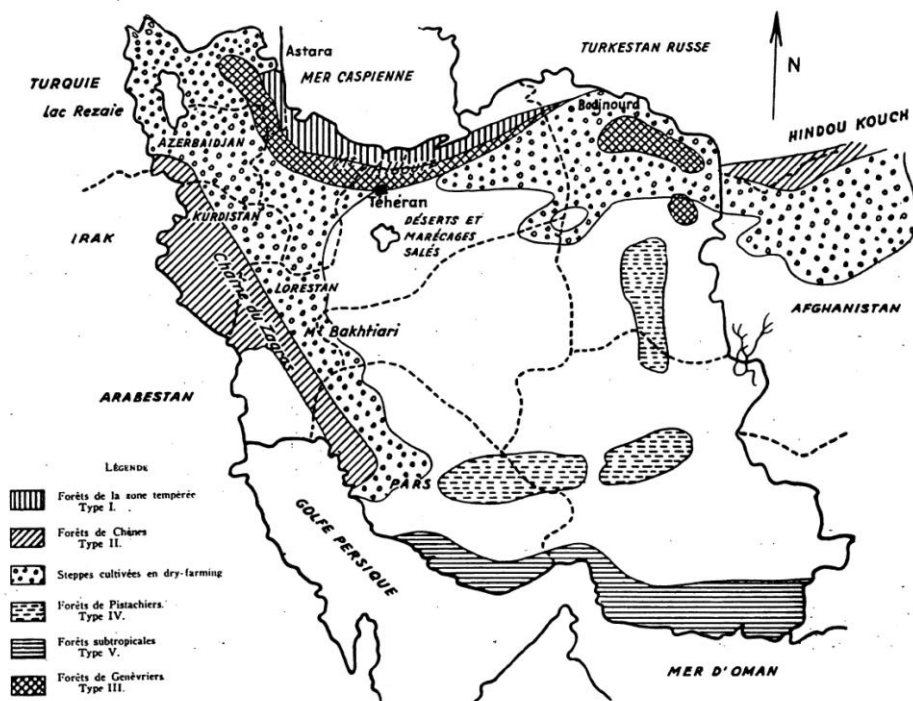 Astara
MER CASPIENNE
TURKESTAN RUSSE
N
TURQUIE
Lac Rezaie
Bodjnourd
HINDOU KOUCH
AZERBAIDJAN
Téhéran
KURDISTAN
DÉSERTS ET
MARÉCAGES
SALÉS
IRAK
Chaîne du Zagros
LORESTAN
AFGHANISTAN
Mt Bakhtiari
ARABESTAN
LÉGENDE
PARS
Forêts de la zone tempérée
Type I.
GOLFE PERSIQUE
Forêts de Chênes
Type II.
Steppes cultivées en dry-farming
Forêts de Pistachiers.
Type IV.
Forêts subtropicales
Type V.
MER D'OMAN
Forêts de Genévriers.
Type III.